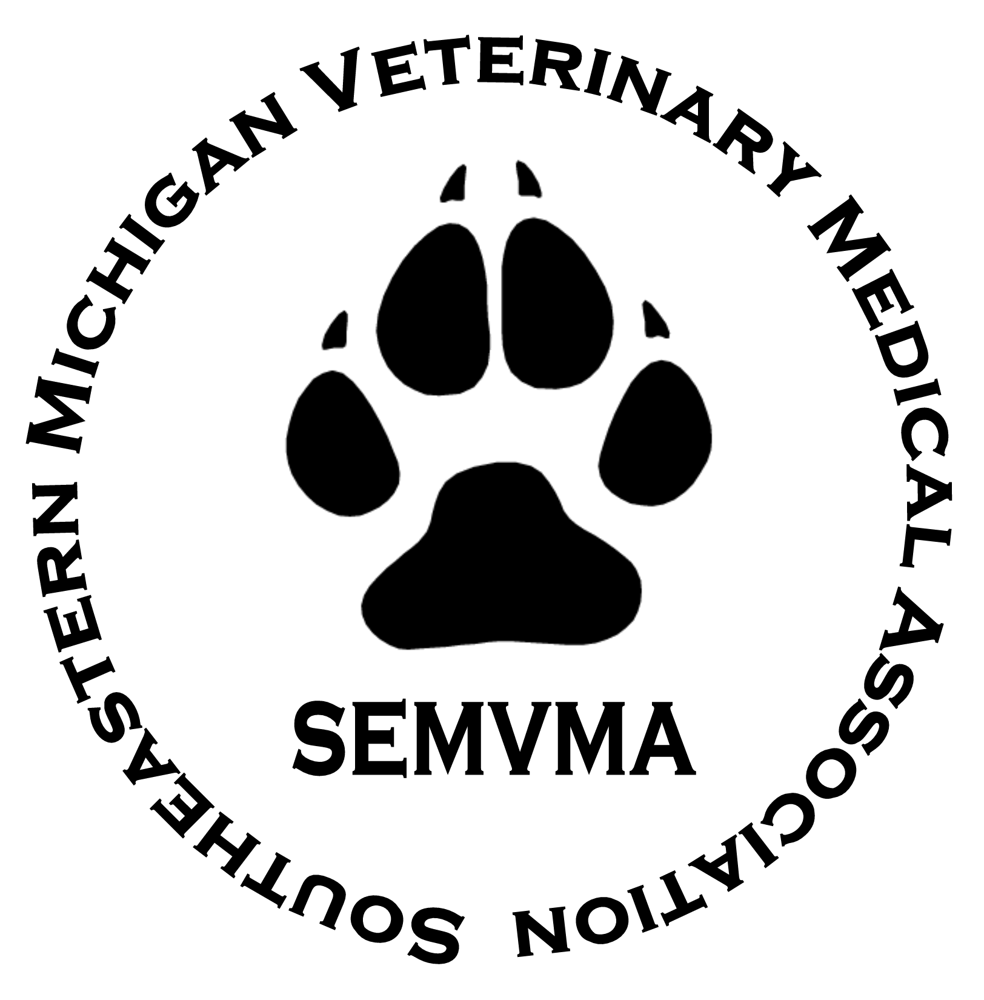 Southeastern Michigan Veterinary Medical Association
SEMVMA